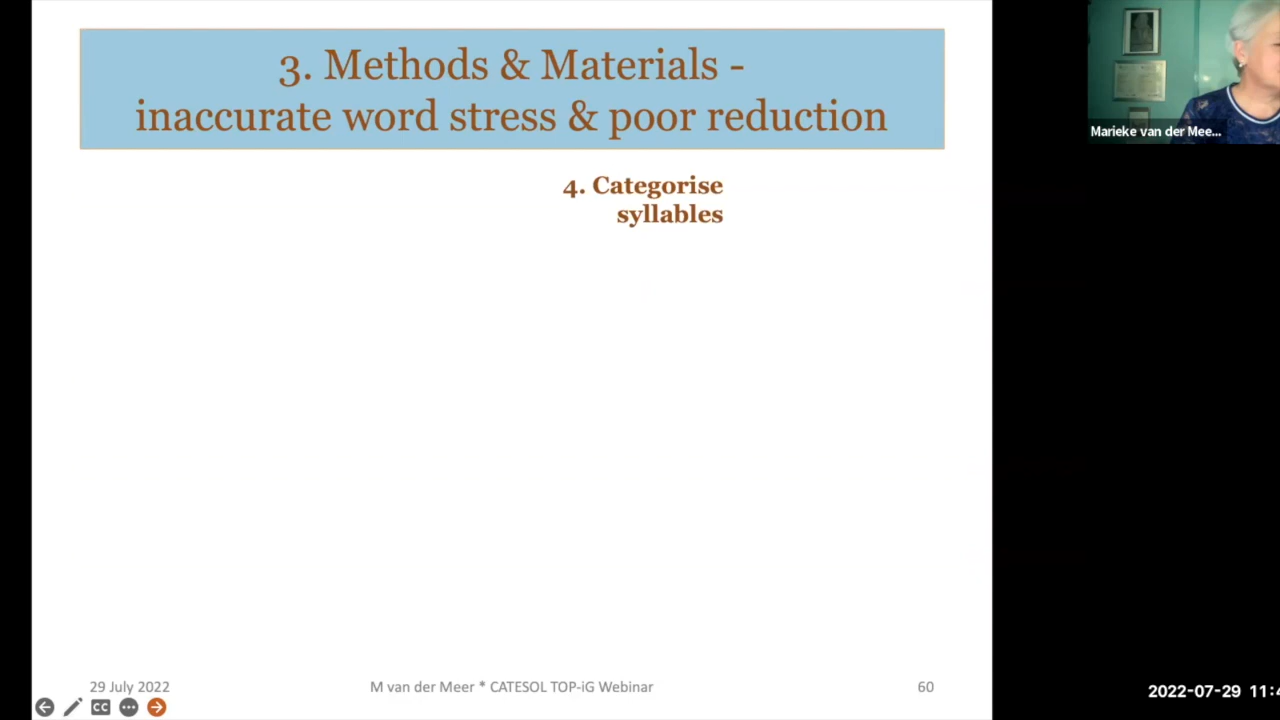 3. Methods & Materials -
inaccurate word stress & poor reduction
Marieke van der Mee...
4. Categorise
syllables
29 July 2022
M van der Meer * CATESOL TOP-iG Webinar
60
CC
2022-07-29 11:4